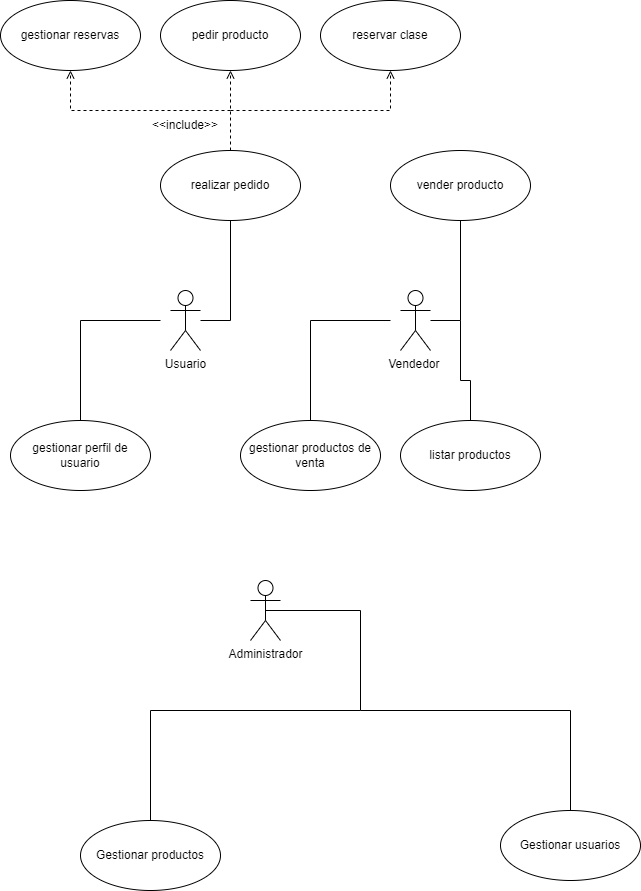 gestionar reservas
pedir producto
reservar clase
<<include>>
realizar pedido
vender producto
Usuario
Vendedor
gestionar perfil de
usuario
gestionar productos de
venta
listar productos
Administrador
Gestionar productos
Gestionar usuarios